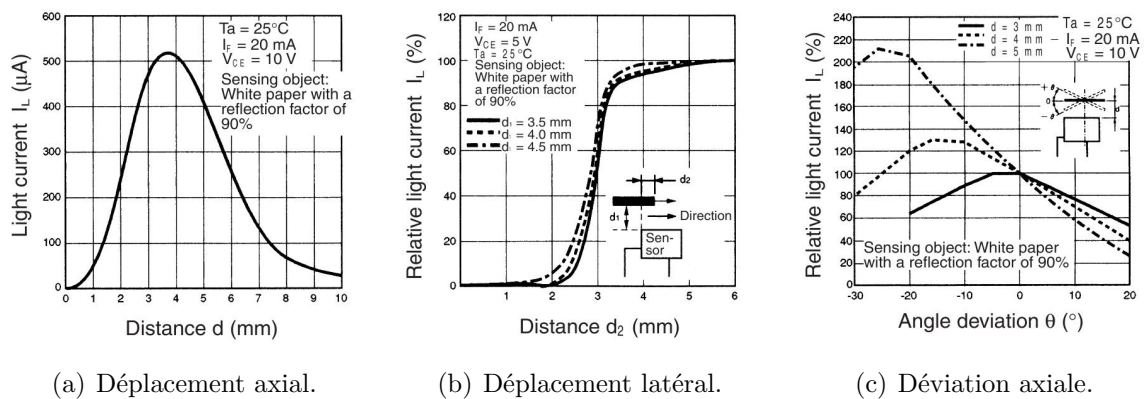 600
500
400
300
200
100
0
0 1 2 3 4 5 6 7 8 9 10
Light current I_L (μA)
Distance d (mm)
Ta = 25°C
I_F = 20 mA
V_CE = 10 V
Sensing object:
White paper with
a reflection factor of
90%
(a) Déplacement axial.
120
100
80
60
40
20
0
1 2 3 4 5 6
Relative light current I_L (%)
Distance d₂ (mm)
I_F = 20 mA
V_CE = 5 V
Ta = 25°C
Sensing object:
White paper with
a reflection factor
of 90%
d₁ = 3.5 mm
d₁ = 4.0 mm
d₁ = 4.5 mm
d₂
d₁
Direction
Sen-
sor
(b) Déplacement latéral.
240
220
200
180
160
140
130
100
80
60
40
20
0
-30 -20 -10 0 10 20
Relative light current I_L (%)
Angle deviation θ (°)
d = 3 mm
d = 4 mm
d = 5 mm
Ta = 25°C
I_F = 20 mA
V_CE = 10 V
+ θ
0
- θ
d
Sensing object: White paper
with a reflection factor of 90%
(c) Déviation axiale.